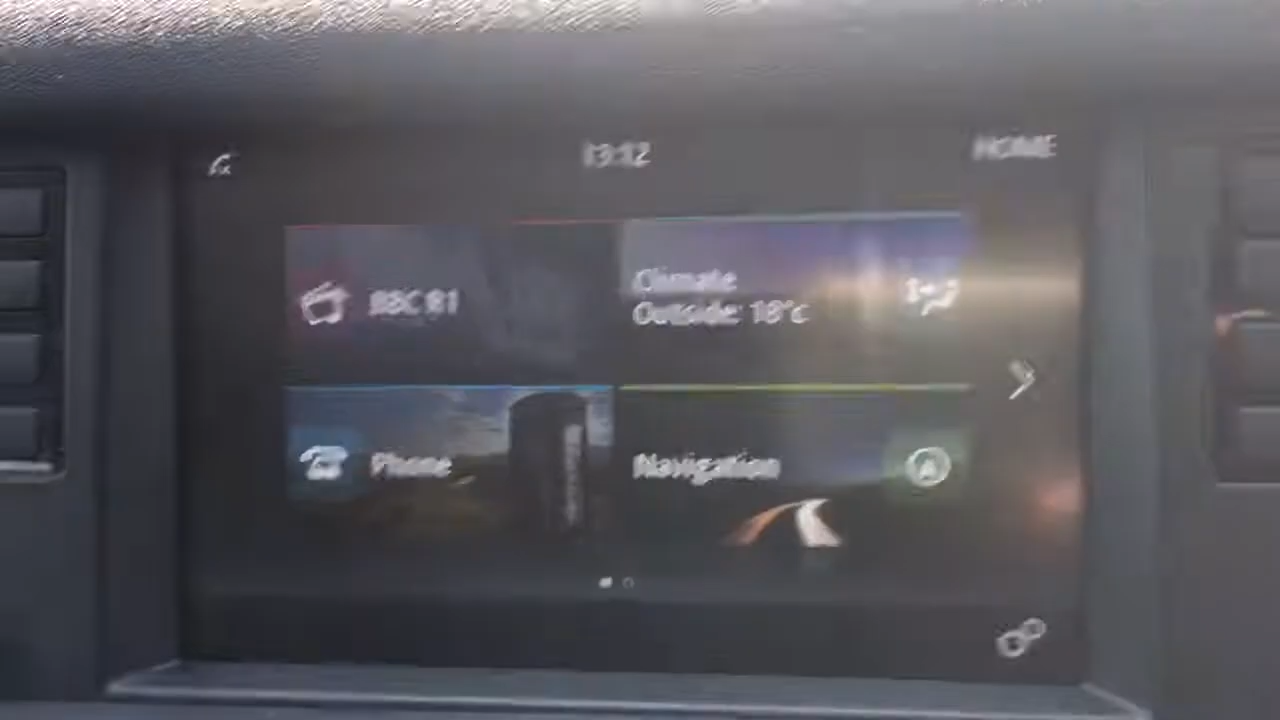 13:12
HOME
BBC R1
Climate
Outside: 18°c
Phone
Navigation